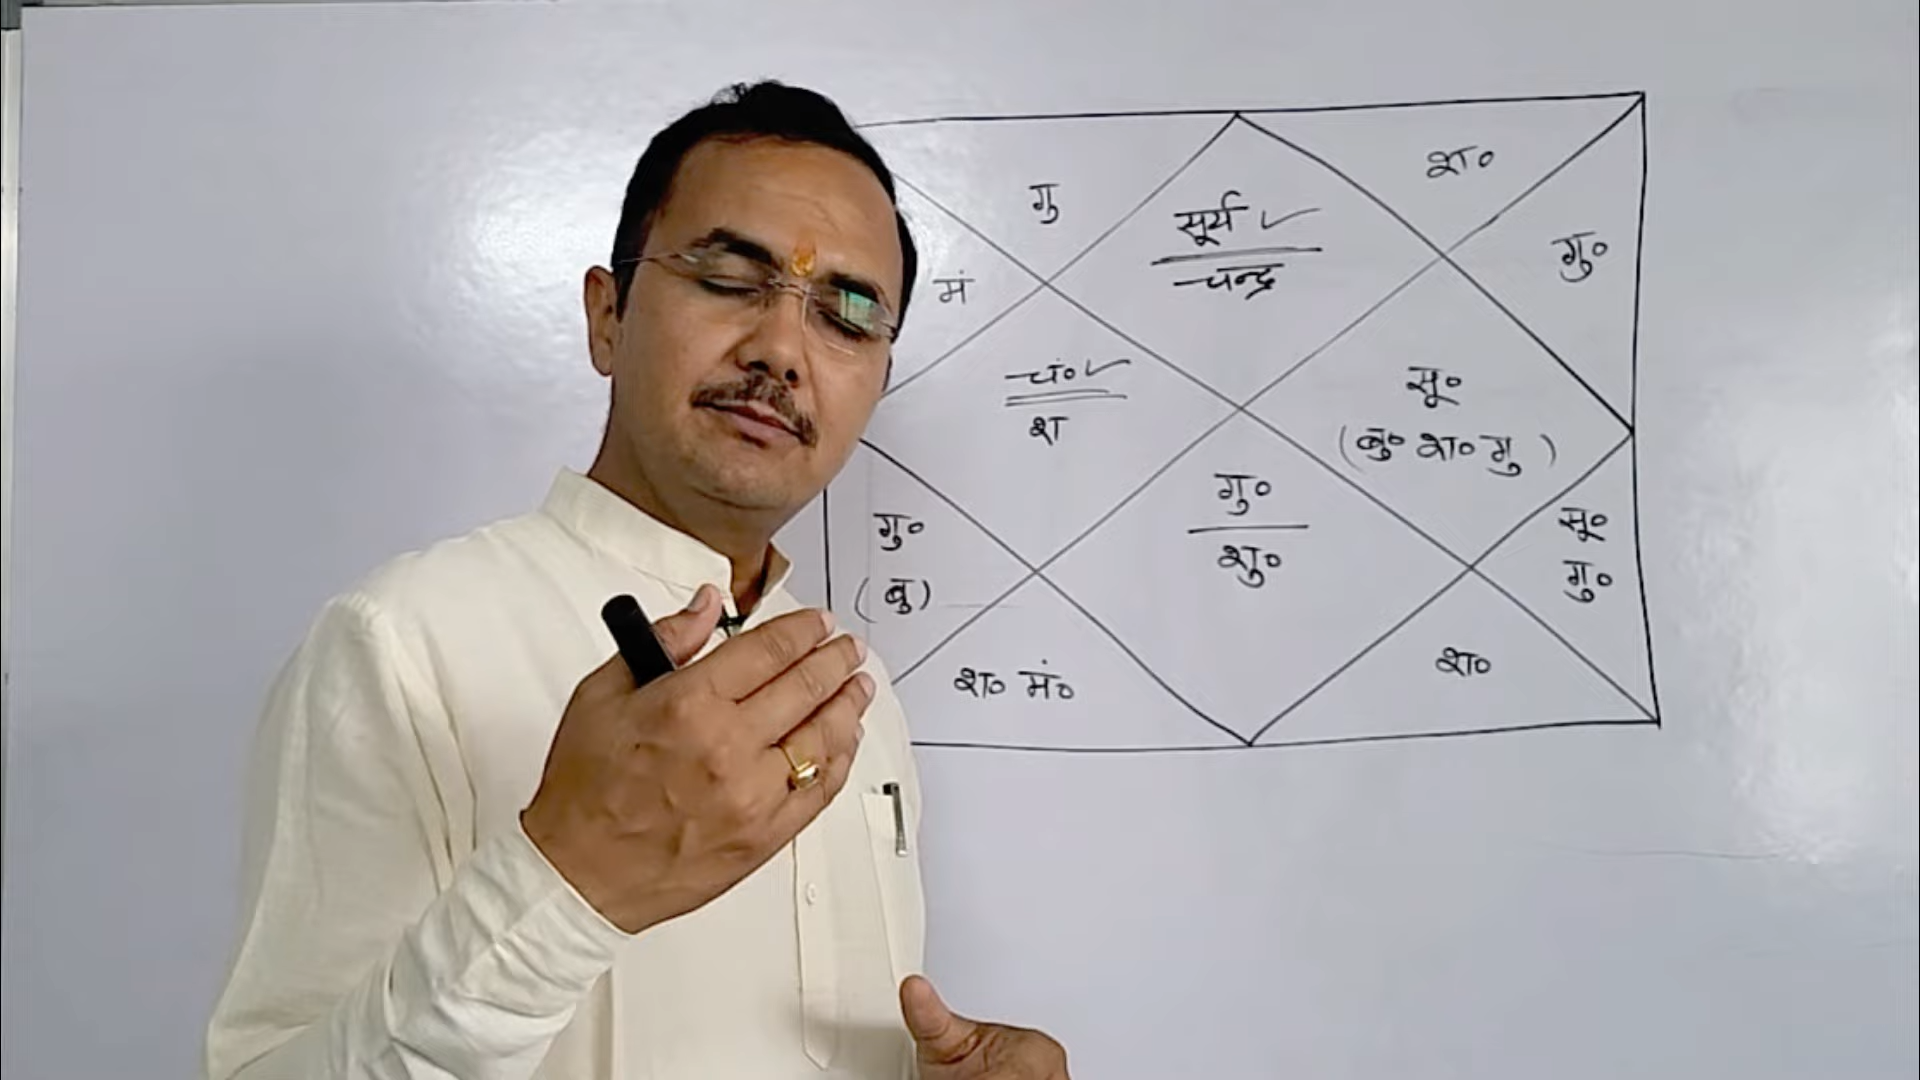 गु
सूर्य ✓
चन्द्र
श०
गु०
मं
चं० ✓
श
सू०
(बु० श० गु)
गु०
(बु)
गु०
शु०
सू०
गु०
श० मं०
श०